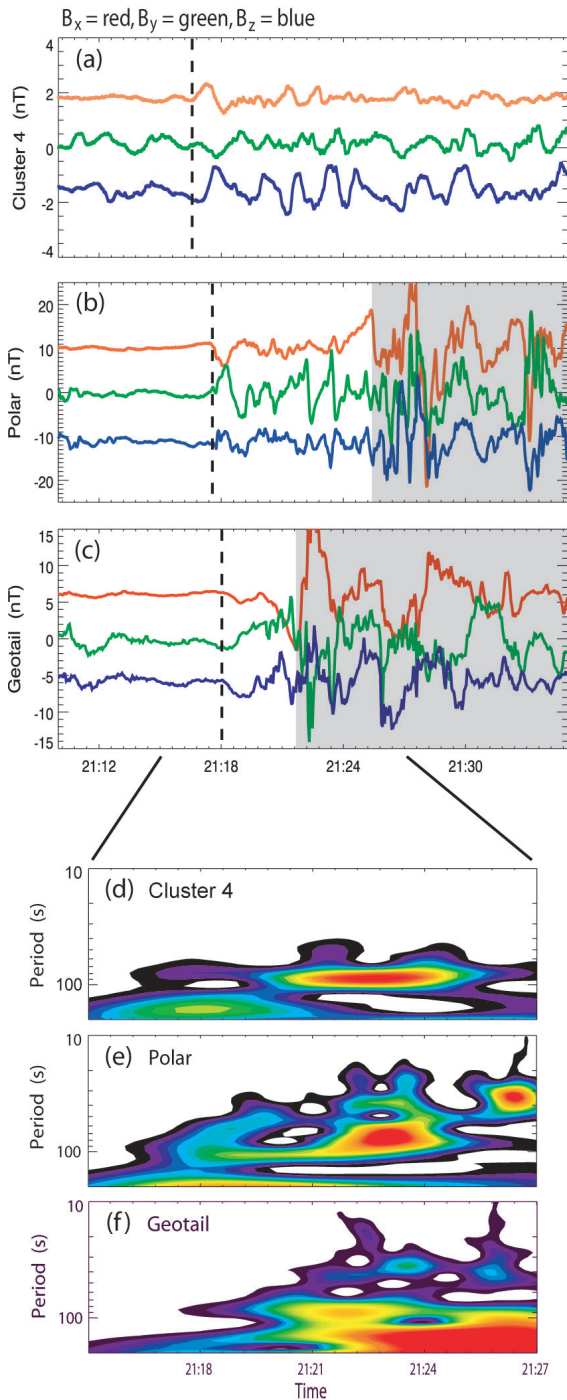 Bx = red, By = green, Bz = blue
(a)
Cluster 4 (nT)
4
2
0
-2
-4
(b)
Polar (nT)
20
10
0
-10
-20
(c)
Geotail (nT)
15
10
5
0
-5
-10
-15
21:12
21:18
21:24
21:30
(d) Cluster 4
Period (s)
10
100
(e) Polar
Period (s)
10
100
(f) Geotail
Period (s)
10
100
21:18
21:21
21:24
21:27
Time